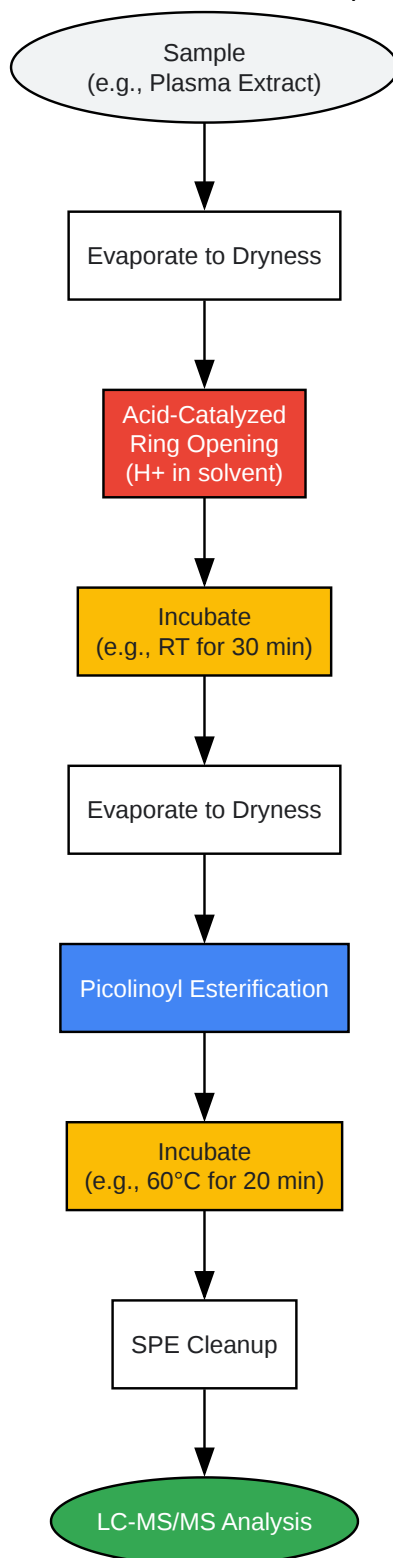 Sample
(e.g., Plasma Extract)
Evaporate to Dryness
Acid-Catalyzed
Ring Opening
(H+ in solvent)
Incubate
(e.g., RT for 30 min)
Evaporate to Dryness
Picolinoyl Esterification
Incubate
(e.g., 60°C for 20 min)
SPE Cleanup
LC-MS/MS Analysis